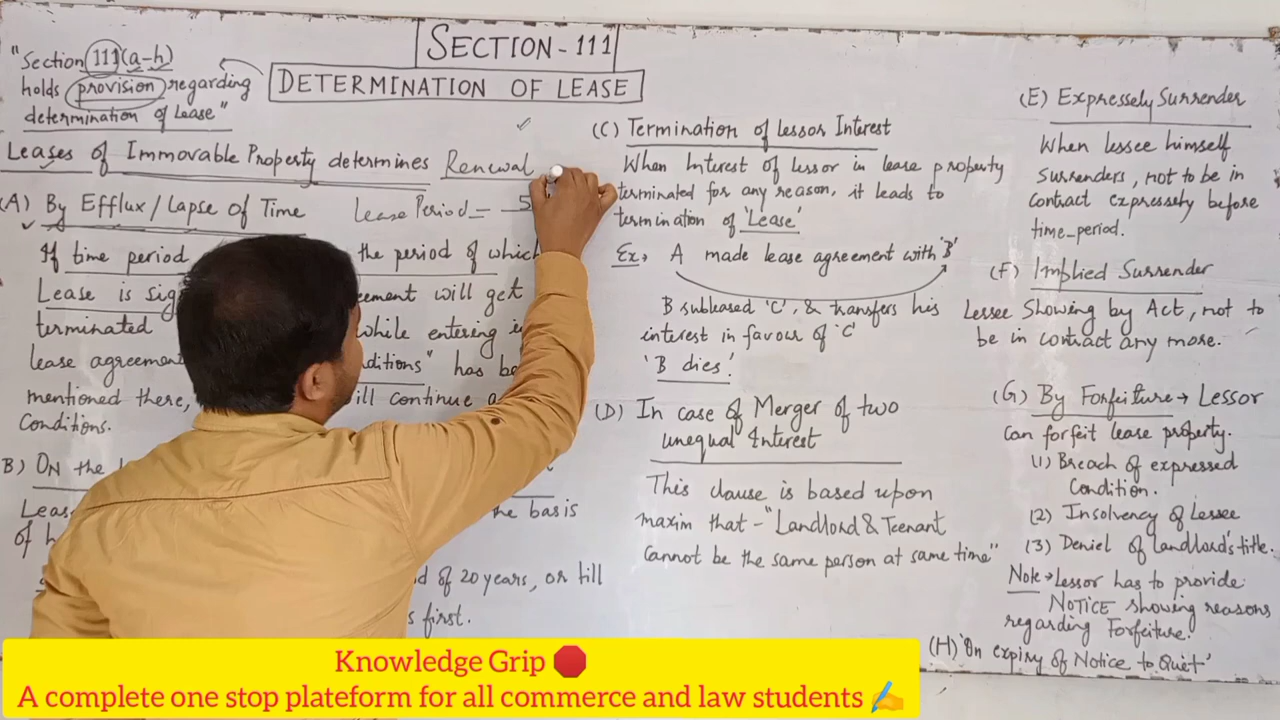 SECTION-111
DETERMINATION OF LEASE
"Section 111(a-h)
holds provision regarding
determination of Lease"
Leases of Immovable Property determines Renewal
(A) By Efflux/Lapse of Time Lease Period = 5
If time period the period of which
Lease is will get
terminated while entering
lease agreement "has
mentioned there, will continue
Conditions.
B) ON the
of the basis
of 20 years, or till
first.
(C) Termination of lessor Interest
When Interest of lessor in lease property
terminated for any reason, it leads to
termination of 'Lease'
Ex→ A made lease agreement with 'B'
B subleased 'C', & transfers his
interest in favour of 'C'
'B dies'.
(D) In case of Merger of two
unequal Interest
This clause is based upon
maxim that -"Landlord & Teenant
cannot be the same person at same time"
(E) Expressely Surrender
When lessee himself
Surrenders, not to be in
contract expressely before
time-period.
(F) Implied Surrender
Lessee Showing by Act, not to
be in contract any more.
(G) By Forfeiture → Lessor
can forfeit lease property.
(1) Breach of expressed
Condition.
(2) Insolvency of Lessee
(3) Deniel of landlord's title.
Note→ Lessor has to provide
NOTICE showing reasons
regarding Forfeiture.
(H) 'On expiry of Notice to Quit'
Knowledge Grip 🛑
A complete one stop plateform for all commerce and law students ✍️